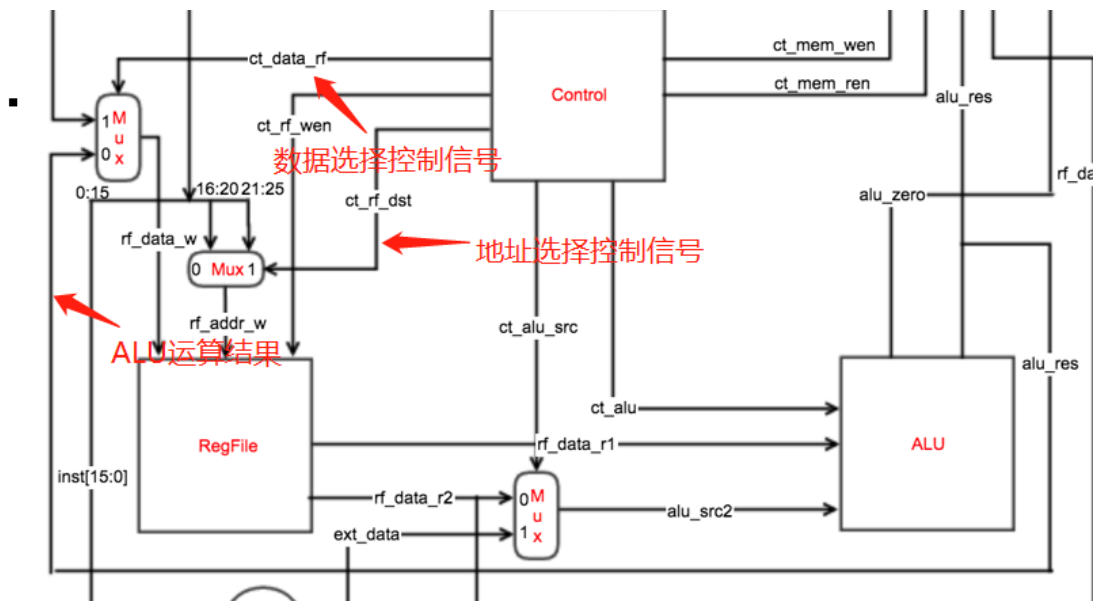 ct_mem_wen
ct_data_rf
ct_mem_ren
Control
alu_res
1 Mux
0
ct_rf_wen
数据选择控制信号
rf_da
0:15
16:20 21:25
ct_rf_dst
alu_zero
rf_data_w
地址选择控制信号
0 Mux 1
rf_addr_w
ct_alu_src
ALU运算结果
alu_res
ct_alu
RegFile
rf_data_r1
ALU
inst[15:0]
rf_data_r2
0 Mux
1
alu_src2
ext_data